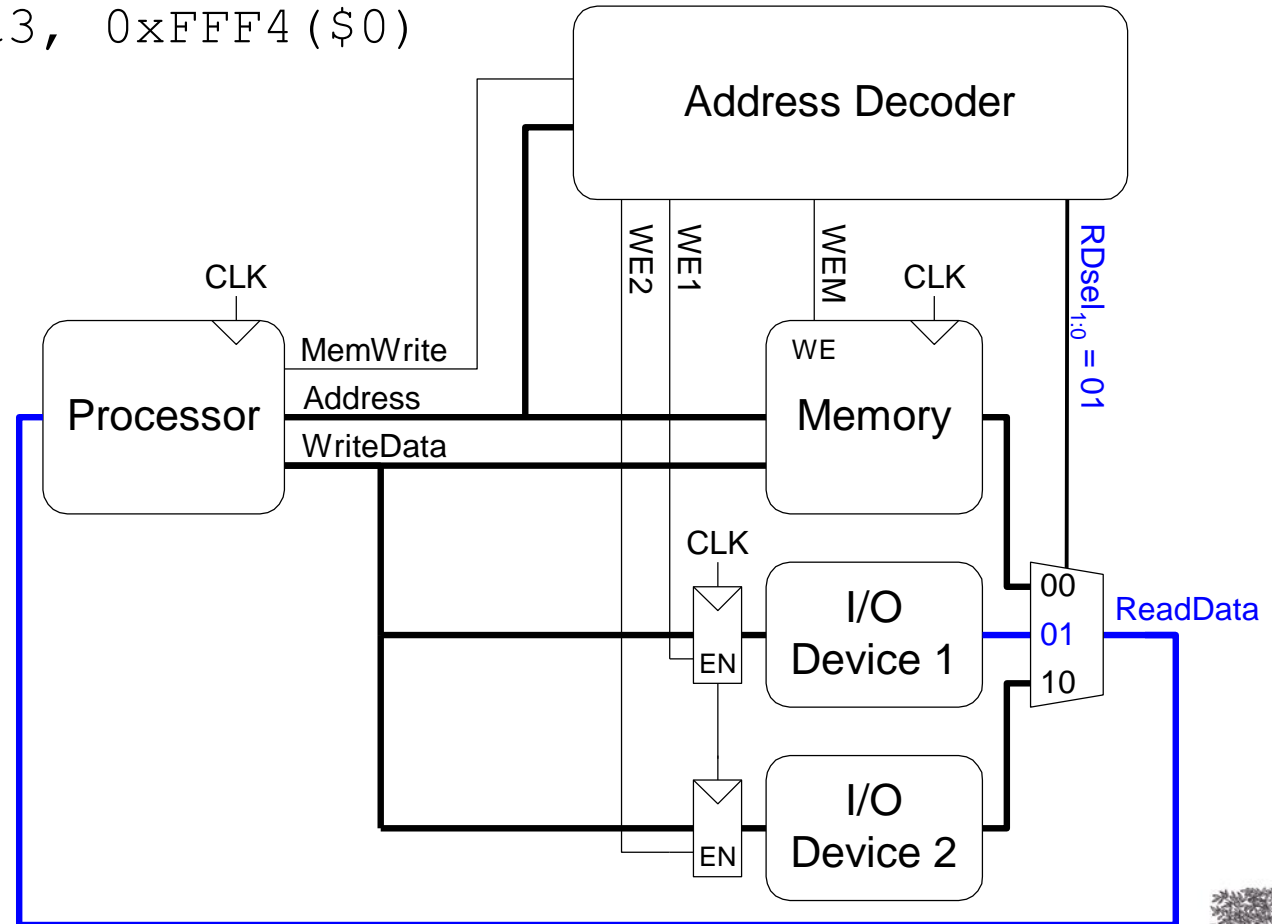 3, 0xFFF4($0)
Address Decoder
WE2
WE1
WEM
RDsel1:0 = 01
CLK
CLK
MemWrite
WE
Processor
Address
Memory
WriteData
CLK
00
I/O
Device 1
ReadData
01
EN
10
I/O
Device 2
EN